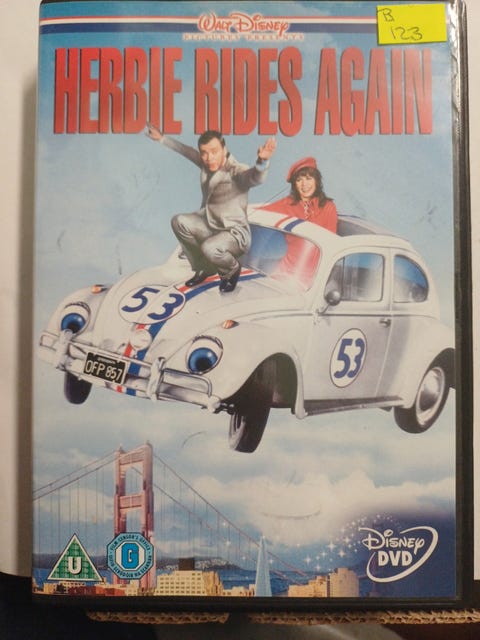 WALT DISNEY
PICTURES PRESENTS
B
123
HERBIE RIDES AGAIN
53
53
OFP 857
U
G
DISNEY
DVD